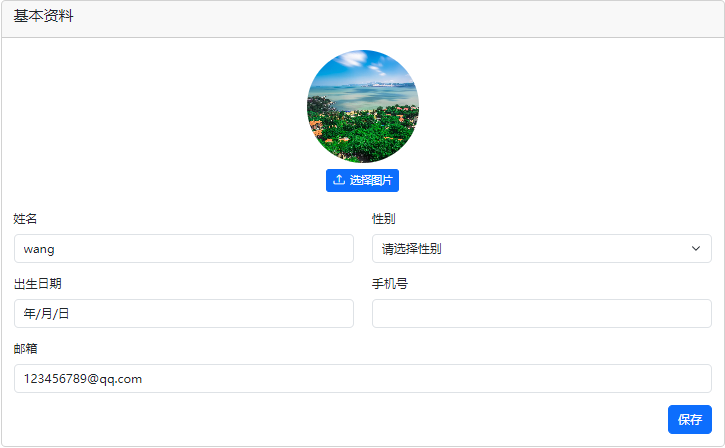 基本资料
选择图片
姓名 性别
wang 请选择性别
出生日期 手机号
年/月/日
邮箱
123456789@qq.com
保存